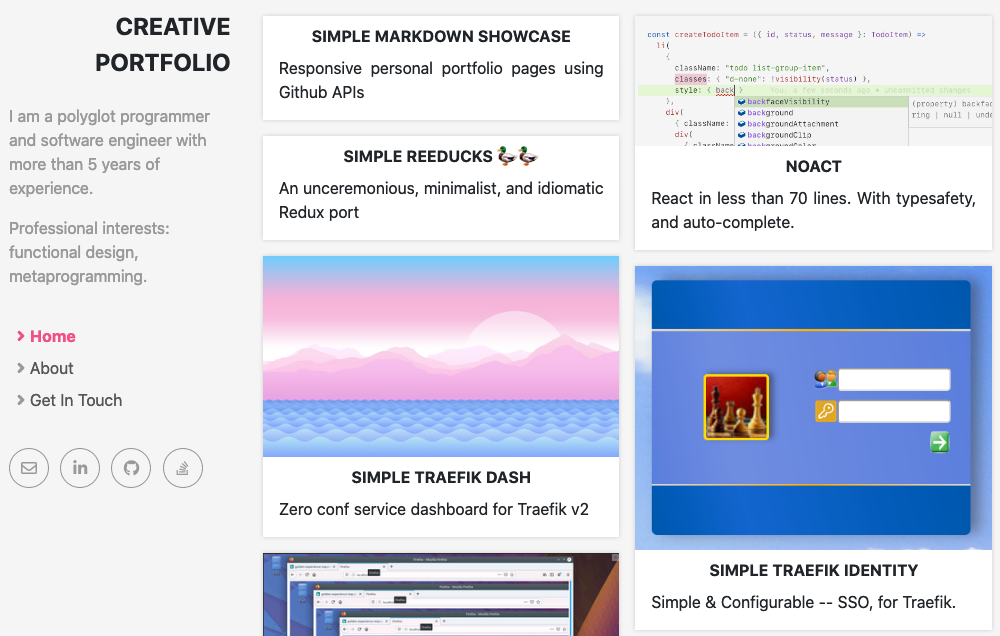 CREATIVE
PORTFOLIO
I am a polyglot programmer
and software engineer with
more than 5 years of
experience.
Professional interests:
functional design,
metaprogramming.
Home
About
Get In Touch
SIMPLE MARKDOWN SHOWCASE
Responsive personal portfolio pages using
Github APIs
SIMPLE REEDUCKS 🦆🦆
An unceremonious, minimalist, and idiomatic
Redux port
SIMPLE TRAEFIK DASH
Zero conf service dashboard for Traefik v2
const createTodoItem = ({ id, status, message }: TodoItem) =>
li(
{
className: "todo list-group-item",
classes: { "d-none": !visibility(status) },
style: { back } You, a few seconds ago • Uncommitted changes
}, backfaceVisibility (property) backfac
div( background ring | null | unde
{ className: backgroundAttachment
div( backgroundClip
{ className backgroundColor
NOACT
React in less than 70 lines. With typesafety,
and auto-complete.
SIMPLE TRAEFIK IDENTITY
Simple & Configurable -- SSO, for Traefik.